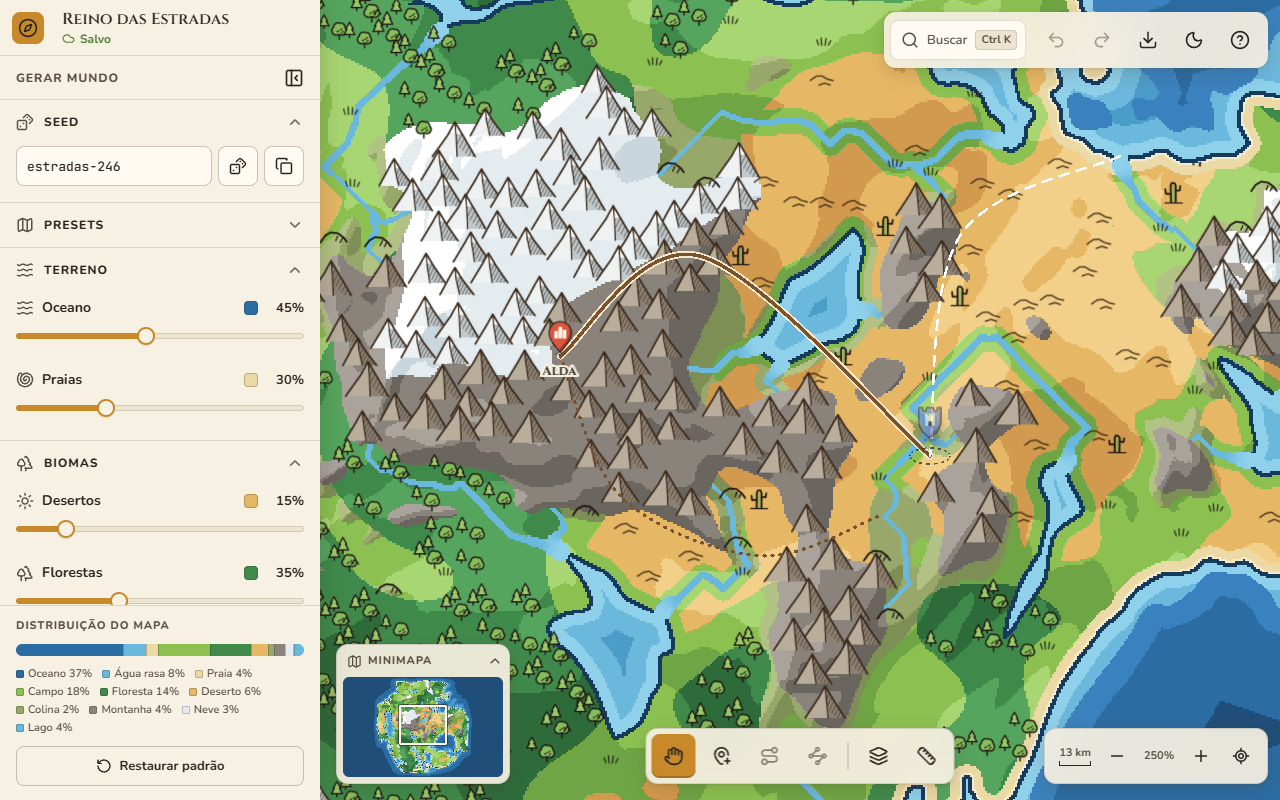 Reino das Estradas
Salvo
GERAR MUNDO
SEED
estradas-246
PRESETS
TERRENO
Oceano 45%
Praias 30%
BIOMAS
Desertos 15%
Florestas 35%
DISTRIBUIÇÃO DO MAPA
Oceano 37% Água rasa 8% Praia 4%
Campo 18% Floresta 14% Deserto 6%
Colina 2% Montanha 4% Neve 3%
Lago 4%
Restaurar padrão
Buscar Ctrl K
ALDA
MINIMAPA
13 km 250%